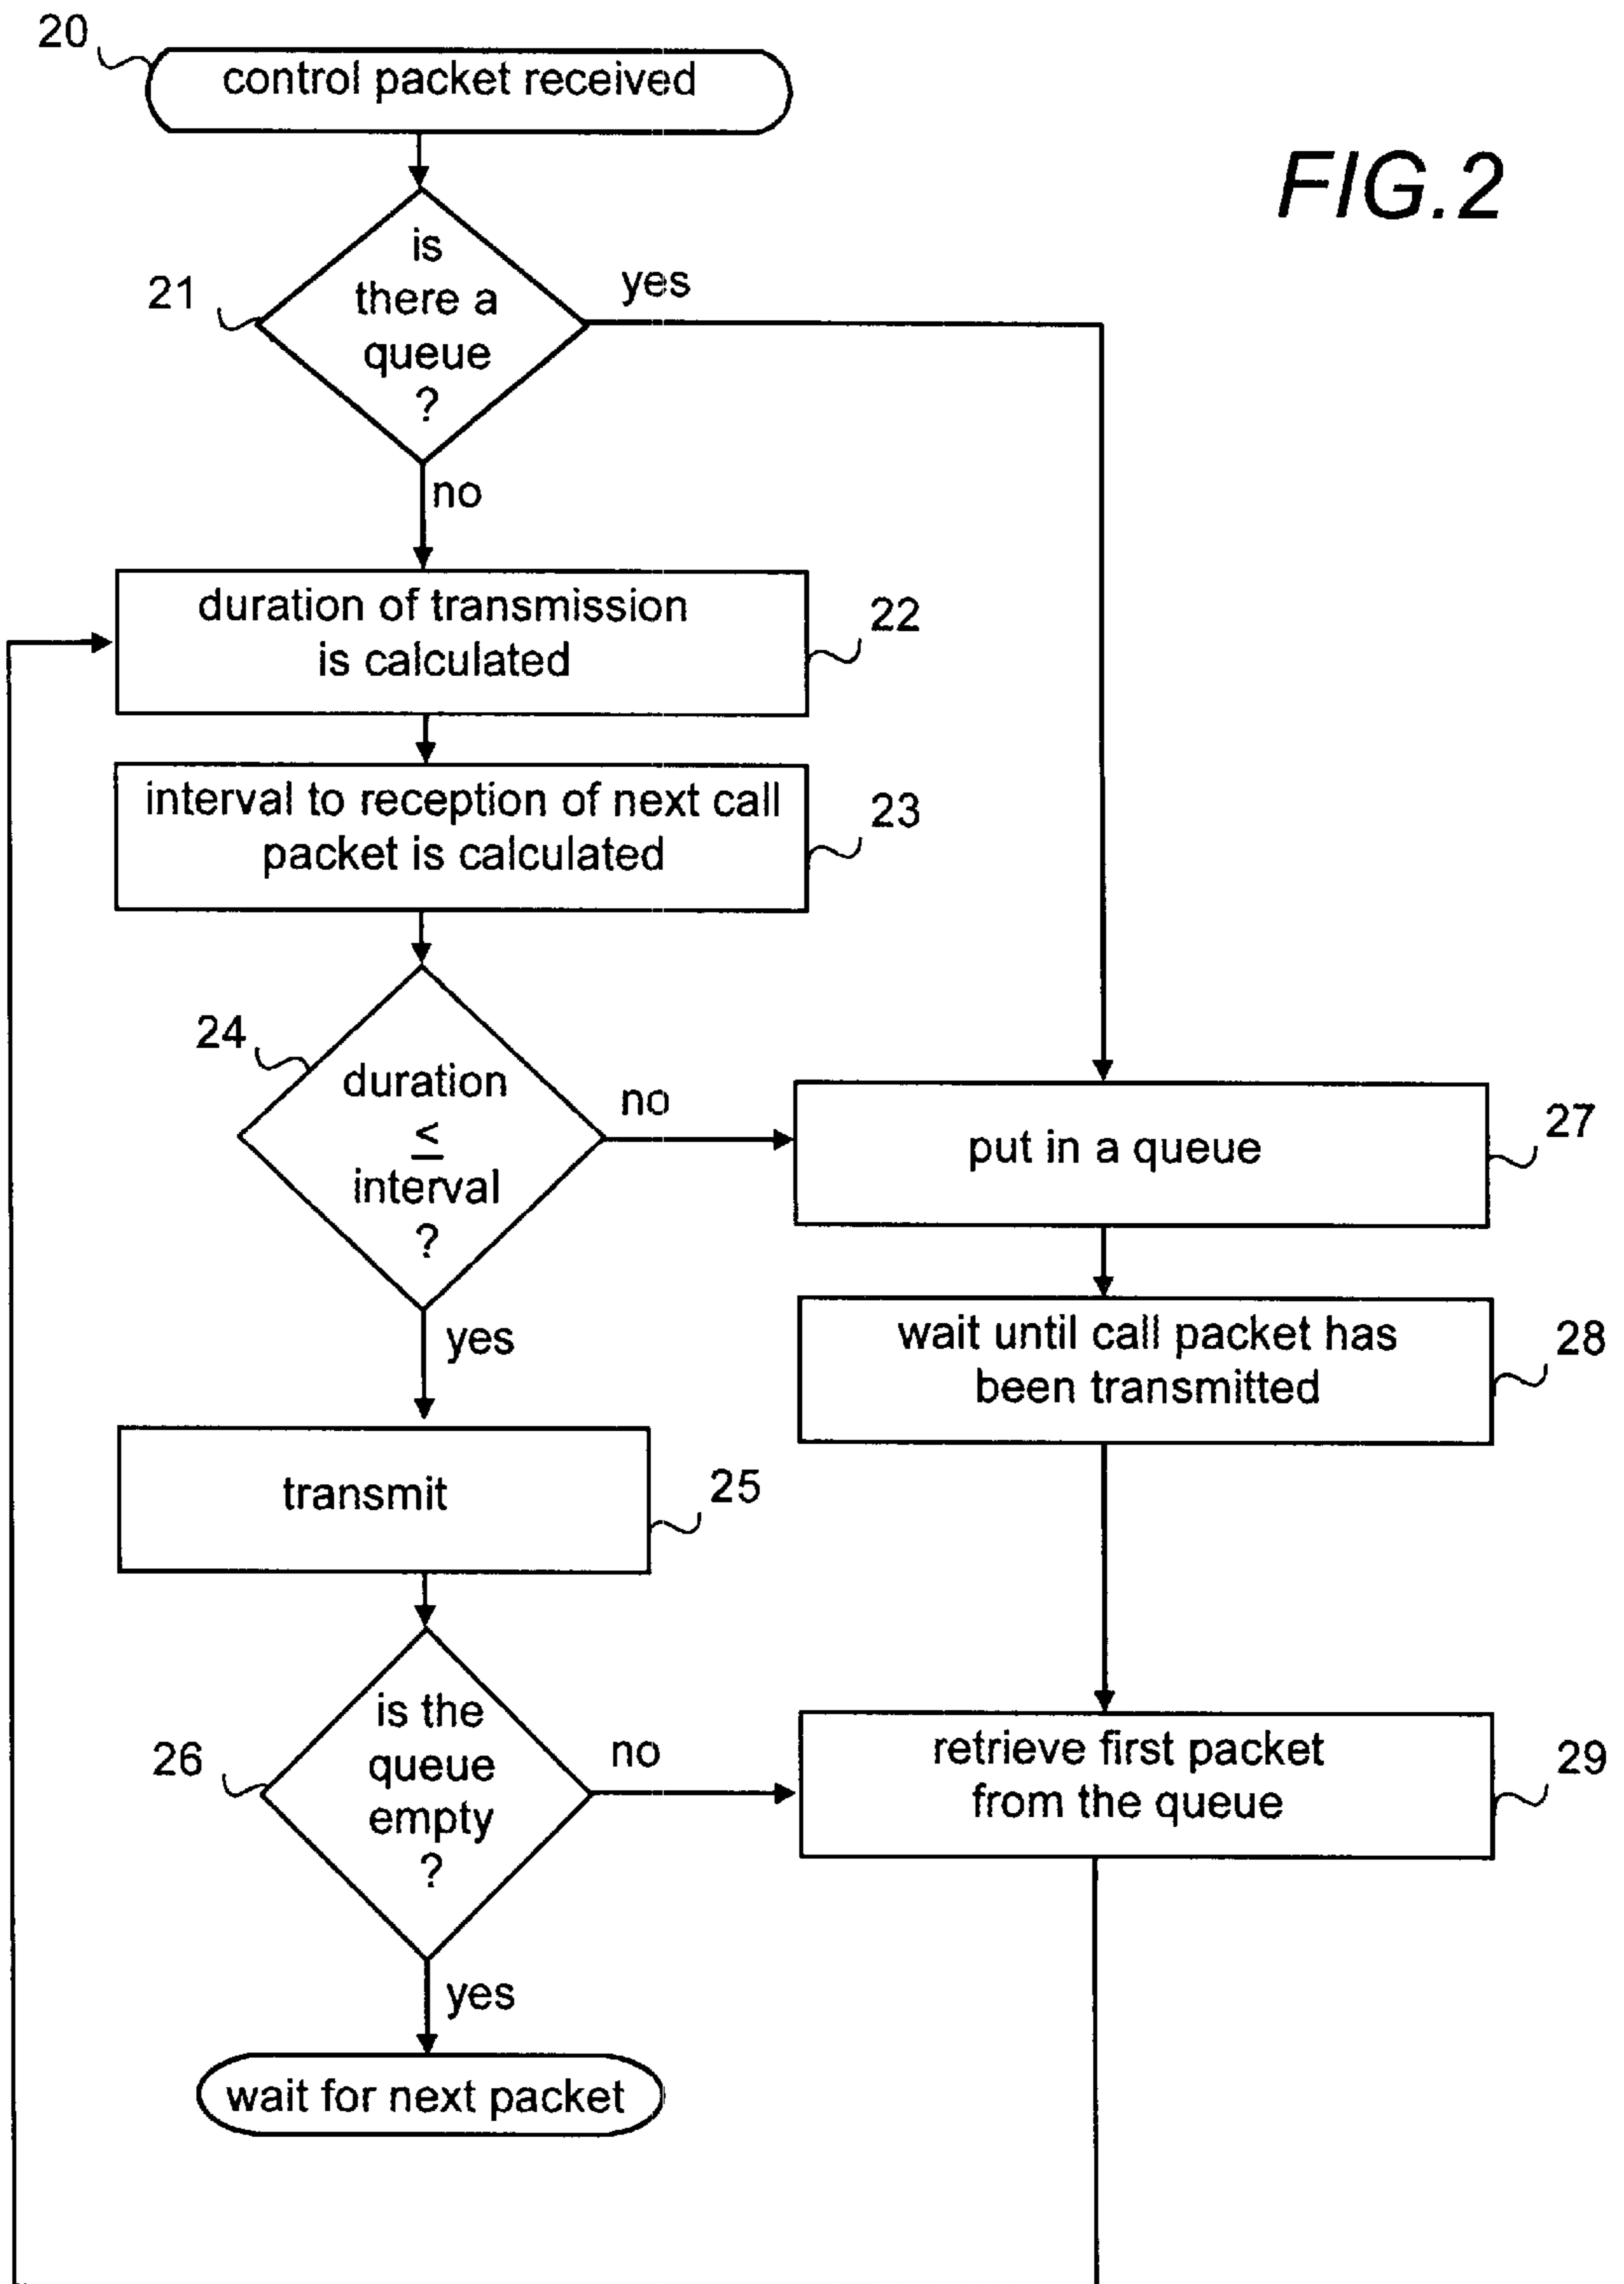 20
control packet received
FIG.2
21
is
there a
queue
?
yes
no
22
duration of transmission
is calculated
23
interval to reception of next call
packet is calculated
24
duration
≤
interval
?
no
yes
27
put in a queue
28
wait until call packet has
been transmitted
25
transmit
26
is the
queue
empty
?
no
yes
29
retrieve first packet
from the queue
wait for next packet